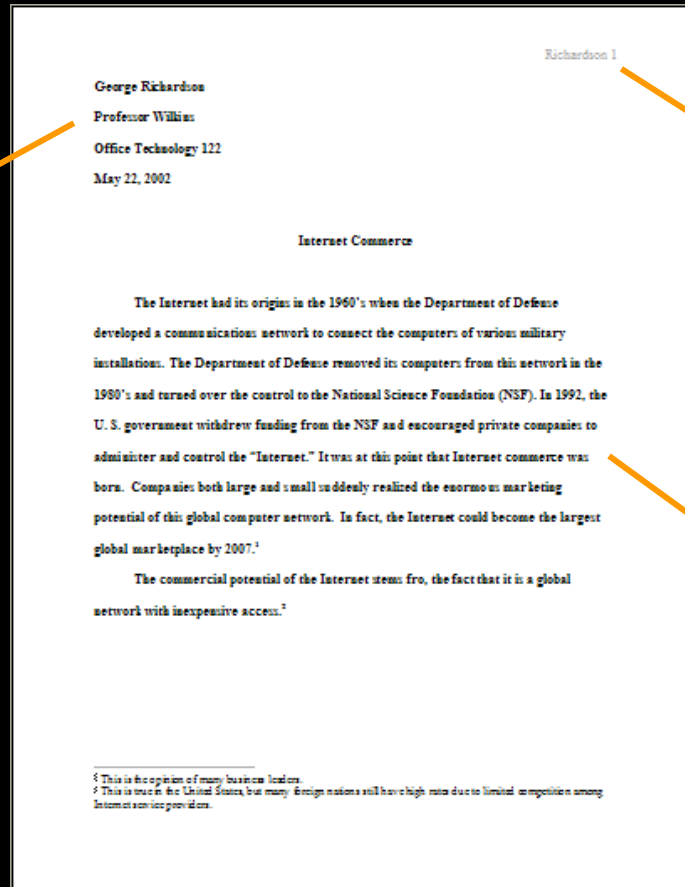 Richardson 1
George Richardson
Professor Wilkins
Office Technology 122
May 22, 2002
Internet Commerce
The Internet had its origins in the 1960's when the Department of Defense
developed a communications network to connect the computers of various military
installations. The Department of Defense removed its computers from this network in the
1980's and turned over the control to the National Science Foundation (NSF). In 1992, the
U. S. government withdrew funding from the NSF and encouraged private companies to
administer and control the “Internet.” It was at this point that Internet commerce was
born. Companies both large and small suddenly realized the enormous marketing
potential of this global computer network. In fact, the Internet could become the largest
global marketplace by 2007.¹
The commercial potential of the Internet stems fro, the fact that it is a global
network with inexpensive access.²
This is the opinion of many business leaders.
This is true in the United States, but many foreign nations still have high rates due to limited competition among
Internet service providers.